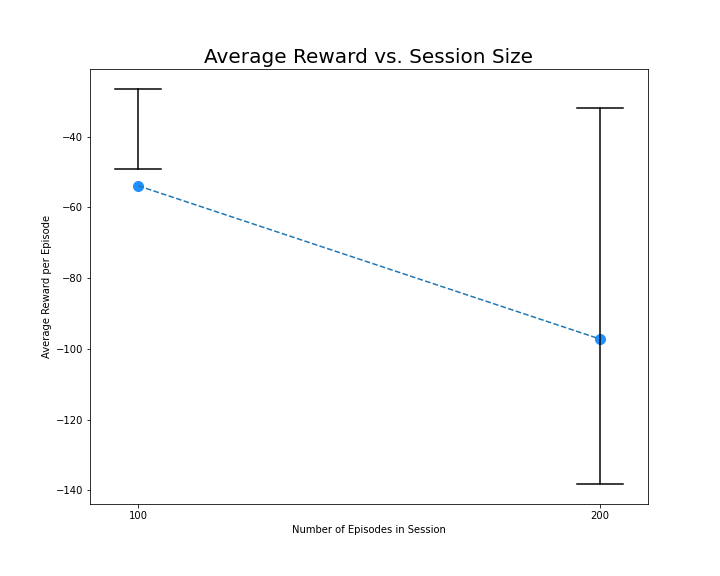 Average Reward vs. Session Size
Average Reward per Episode
−40
−60
−80
−100
−120
−140
100
200
Number of Episodes in Session